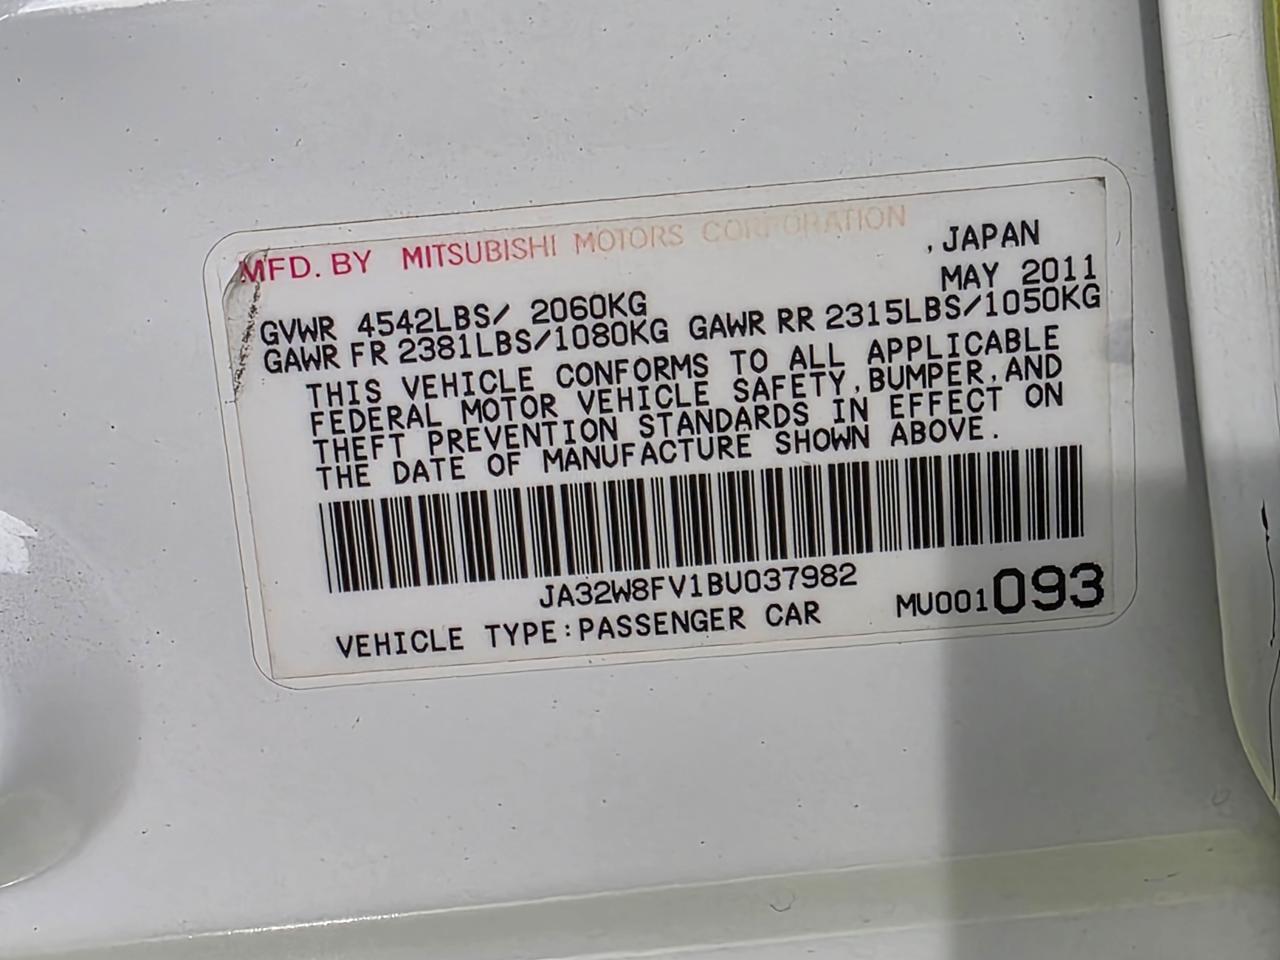 MFD. BY MITSUBISHI MOTORS CORPORATION
, JAPAN
MAY 2011
GVWR 4542LBS/ 2060KG
GAWR FR 2381LBS/1080KG GAWR RR 2315LBS/1050KG
THIS VEHICLE CONFORMS TO ALL APPLICABLE
FEDERAL MOTOR VEHICLE SAFETY, BUMPER, AND
THEFT PREVENTION STANDARDS IN EFFECT ON
THE DATE OF MANUFACTURE SHOWN ABOVE.
JA32W8FV1BU037982
MU001093
VEHICLE TYPE:PASSENGER CAR